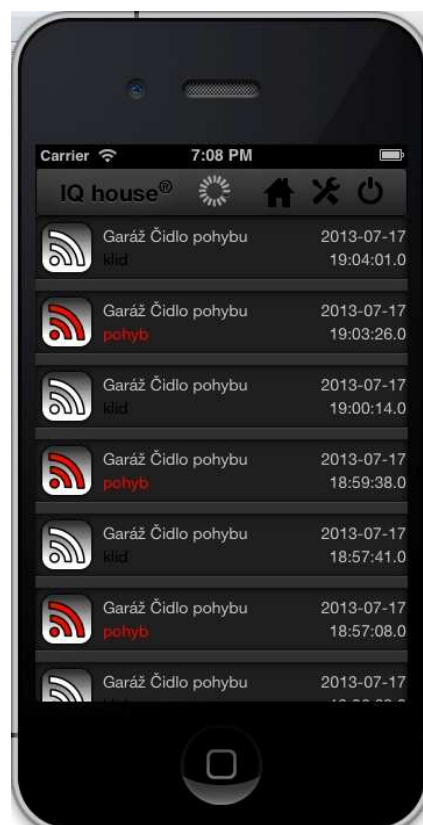 Carrier 7:08 PM
IQ house®
Garáž Čidlo pohybu 2013-07-17
klid 19:04:01.0
Garáž Čidlo pohybu 2013-07-17
pohyb 19:03:26.0
Garáž Čidlo pohybu 2013-07-17
klid 19:00:14.0
Garáž Čidlo pohybu 2013-07-17
pohyb 18:59:38.0
Garáž Čidlo pohybu 2013-07-17
klid 18:57:41.0
Garáž Čidlo pohybu 2013-07-17
pohyb 18:57:08.0
Garáž Čidlo pohybu 2013-07-17